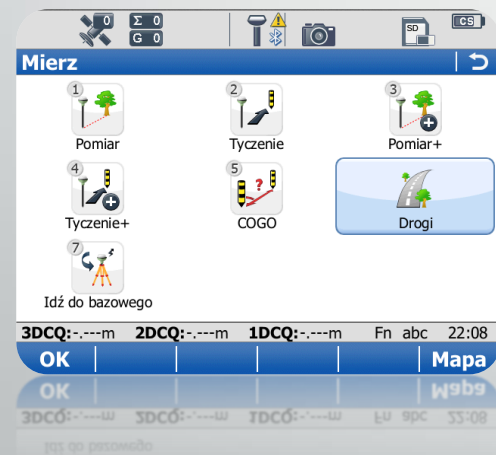 0 Σ 0 CS
G 0 SD
Mierz
1 2 3
Pomiar Tyczenie Pomiar+
4 5
?
Tyczenie+ COGO Drogi
7
Idź do bazowego
3DCQ:-.---m 2DCQ:-.---m 1DCQ:-.---m Fn abc 22:08
OK Mapa